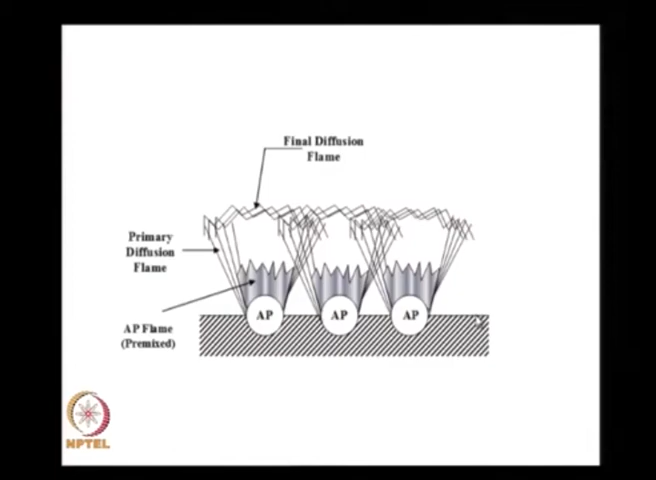 Final Diffusion
Flame
Primary
Diffusion
Flame
AP
AP
AP
AP Flame
(Premixed)
NPTEL